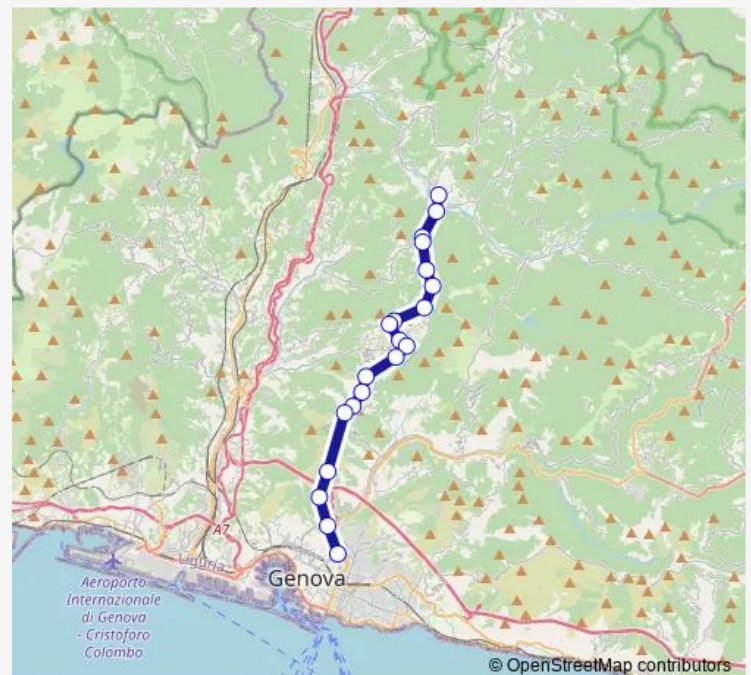 A7
Liguria
Genova
Aeroporto
Internazionale
di Genova
- Cristoforo
Colombo
© OpenStreetMap contributors